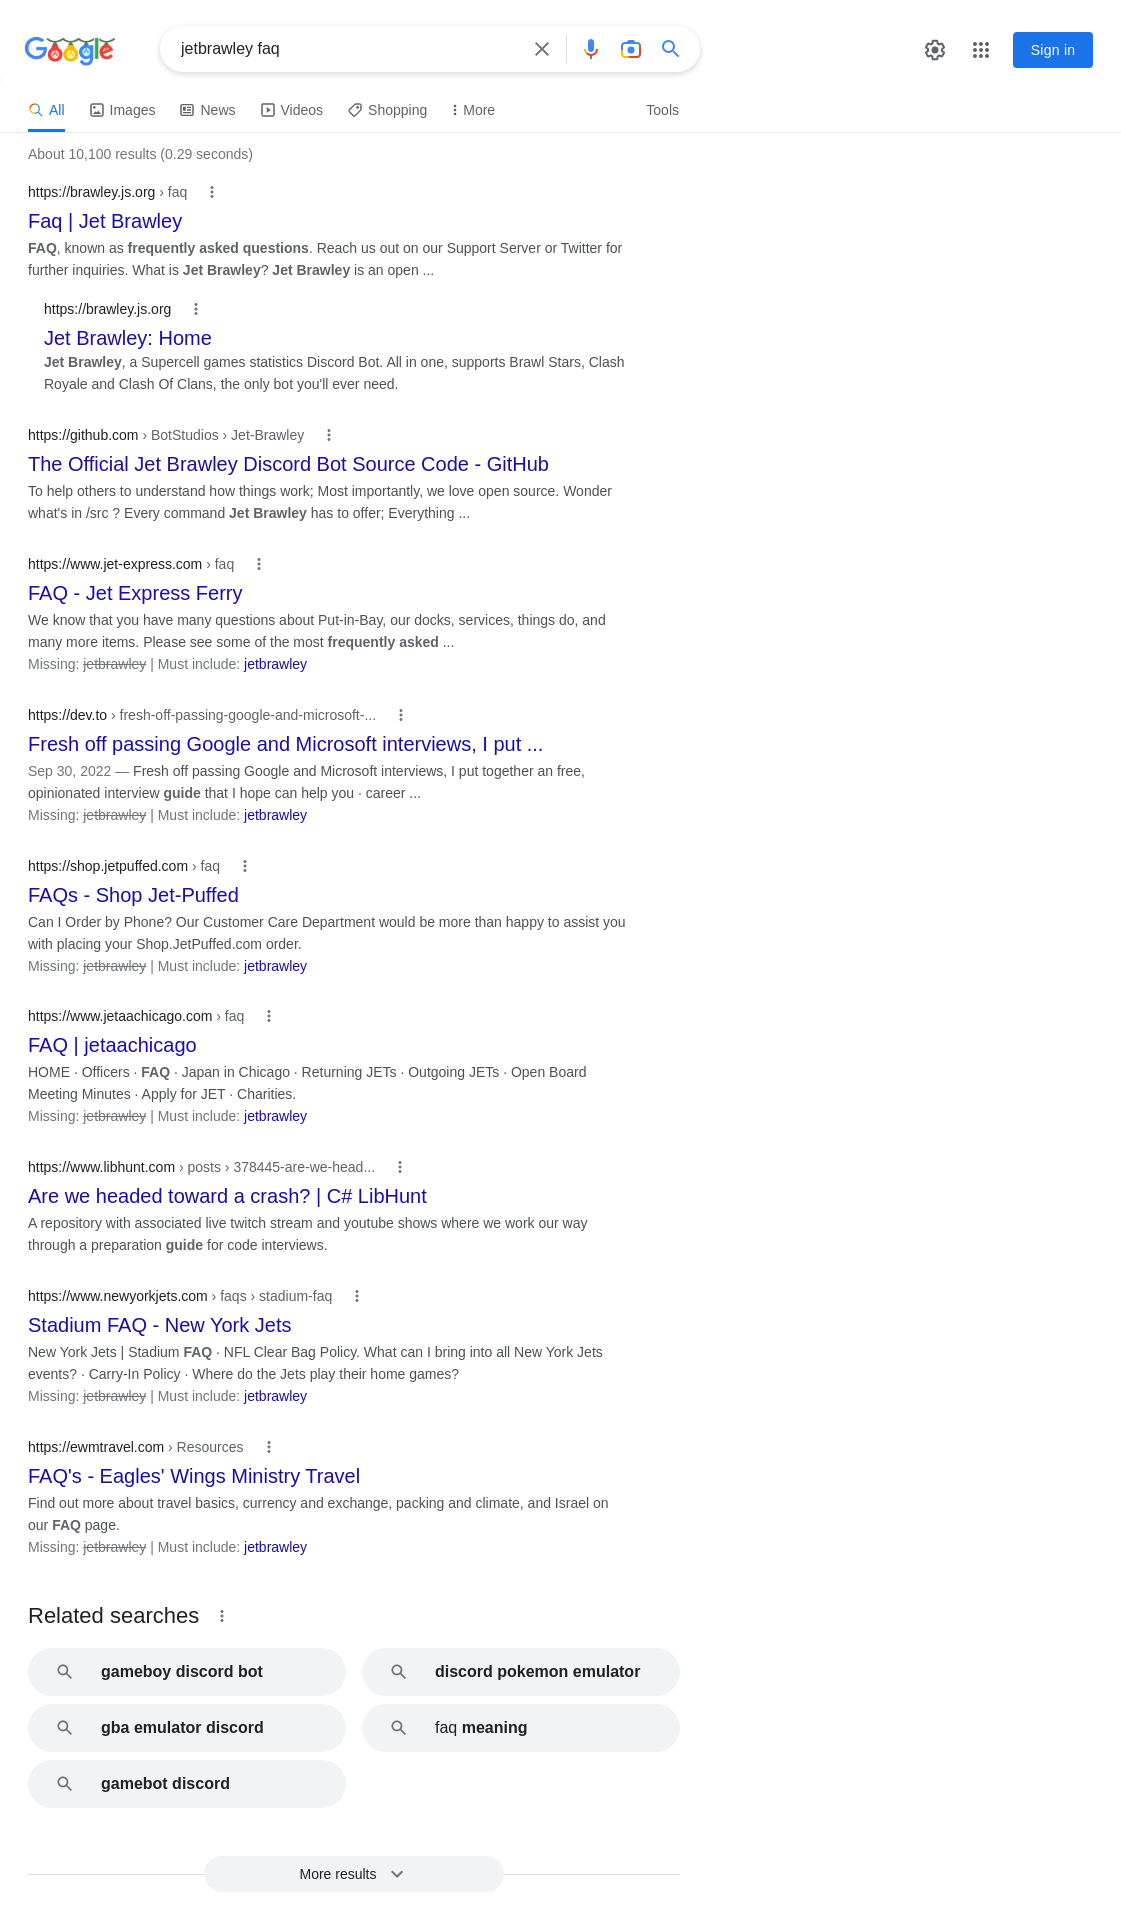 Google
jetbrawley faq
Sign in
All
Images
News
Videos
Shopping
More
Tools
About 10,100 results (0.29 seconds)
https://brawley.js.org › faq
Faq | Jet Brawley
FAQ, known as frequently asked questions. Reach us out on our Support Server or Twitter for
further inquiries. What is Jet Brawley? Jet Brawley is an open ...
https://brawley.js.org
Jet Brawley: Home
Jet Brawley, a Supercell games statistics Discord Bot. All in one, supports Brawl Stars, Clash
Royale and Clash Of Clans, the only bot you'll ever need.
https://github.com › BotStudios › Jet-Brawley
The Official Jet Brawley Discord Bot Source Code - GitHub
To help others to understand how things work; Most importantly, we love open source. Wonder
what's in /src ? Every command Jet Brawley has to offer; Everything ...
https://www.jet-express.com › faq
FAQ - Jet Express Ferry
We know that you have many questions about Put-in-Bay, our docks, services, things do, and
many more items. Please see some of the most frequently asked ...
Missing: jetbrawley | Must include: jetbrawley
https://dev.to › fresh-off-passing-google-and-microsoft-...
Fresh off passing Google and Microsoft interviews, I put ...
Sep 30, 2022 — Fresh off passing Google and Microsoft interviews, I put together an free,
opinionated interview guide that I hope can help you · career ...
Missing: jetbrawley | Must include: jetbrawley
https://shop.jetpuffed.com › faq
FAQs - Shop Jet-Puffed
Can I Order by Phone? Our Customer Care Department would be more than happy to assist you
with placing your Shop.JetPuffed.com order.
Missing: jetbrawley | Must include: jetbrawley
https://www.jetaachicago.com › faq
FAQ | jetaachicago
HOME · Officers · FAQ · Japan in Chicago · Returning JETs · Outgoing JETs · Open Board
Meeting Minutes · Apply for JET · Charities.
Missing: jetbrawley | Must include: jetbrawley
https://www.libhunt.com › posts › 378445-are-we-head...
Are we headed toward a crash? | C# LibHunt
A repository with associated live twitch stream and youtube shows where we work our way
through a preparation guide for code interviews.
https://www.newyorkjets.com › faqs › stadium-faq
Stadium FAQ - New York Jets
New York Jets | Stadium FAQ · NFL Clear Bag Policy. What can I bring into all New York Jets
events? · Carry-In Policy · Where do the Jets play their home games?
Missing: jetbrawley | Must include: jetbrawley
https://ewmtravel.com › Resources
FAQ's - Eagles' Wings Ministry Travel
Find out more about travel basics, currency and exchange, packing and climate, and Israel on
our FAQ page.
Missing: jetbrawley | Must include: jetbrawley
Related searches
gameboy discord bot
discord pokemon emulator
gba emulator discord
faq meaning
gamebot discord
More results